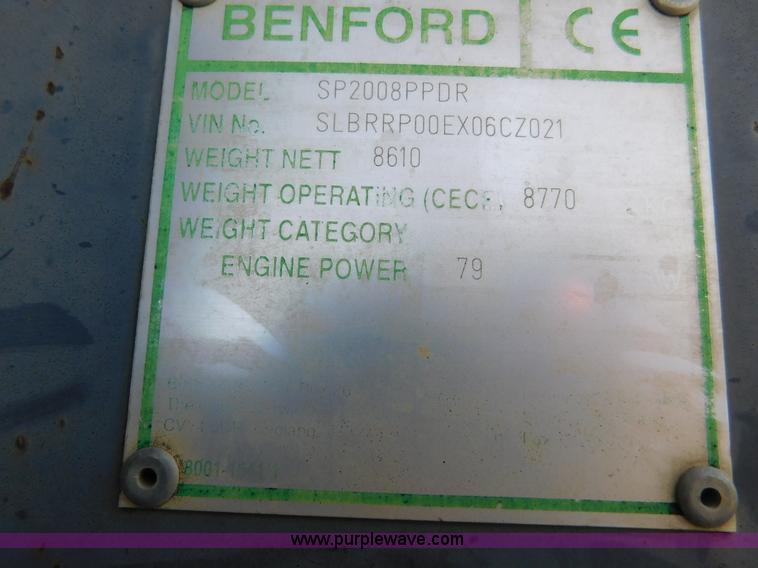 BENFORD CE
MODEL SP2008PPDR
VIN No. SLBRRP00EX06CZ021
WEIGHT NETT 8610
WEIGHT OPERATING (CECE) 8770
WEIGHT CATEGORY
ENGINE POWER 79 W
www.purplewave.com